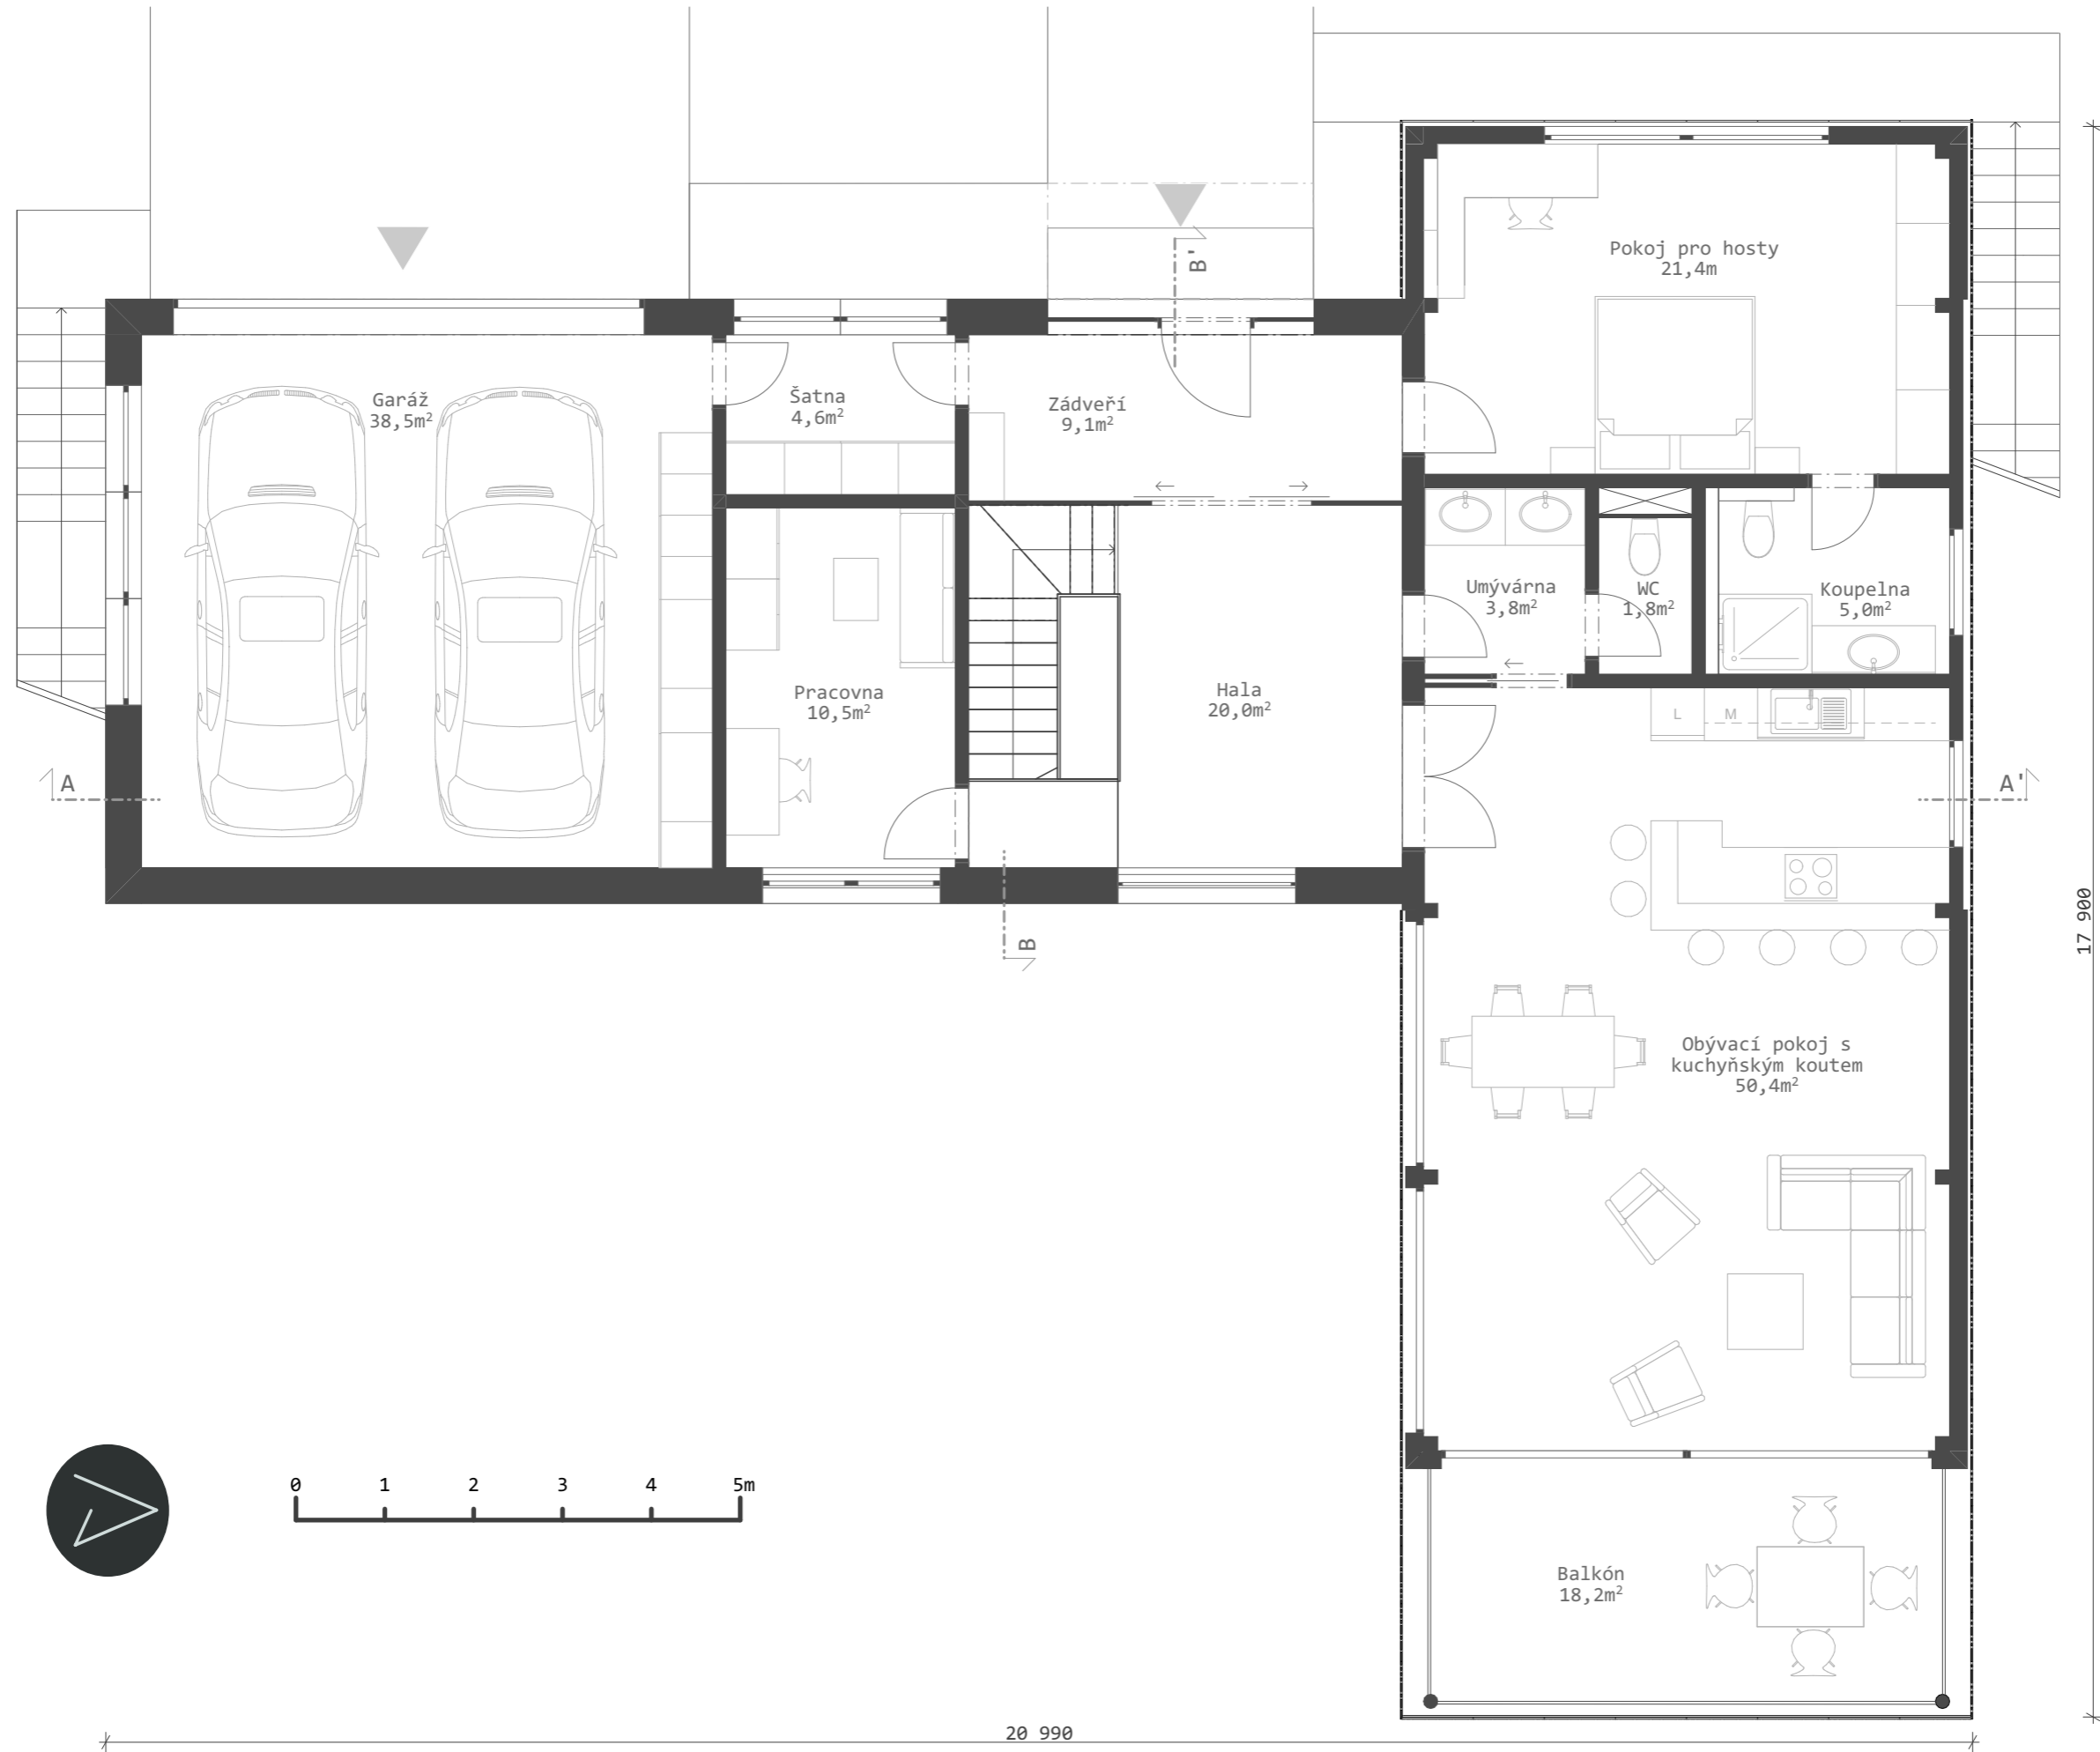 B'
Pokoj pro hosty
21,4m
Garáž
38,5m²
Šatna
4,6m²
Zádveří
9,1m²
Umývárna
3,8m²
WC
1,8m²
Koupelna
5,0m²
Pracovna
10,5m²
Hala
20,0m²
L
M
A
A'
B
17 900
Obývací pokoj s
kuchyňským koutem
50,4m²
0 1 2 3 4 5m
Balkón
18,2m²
20 990